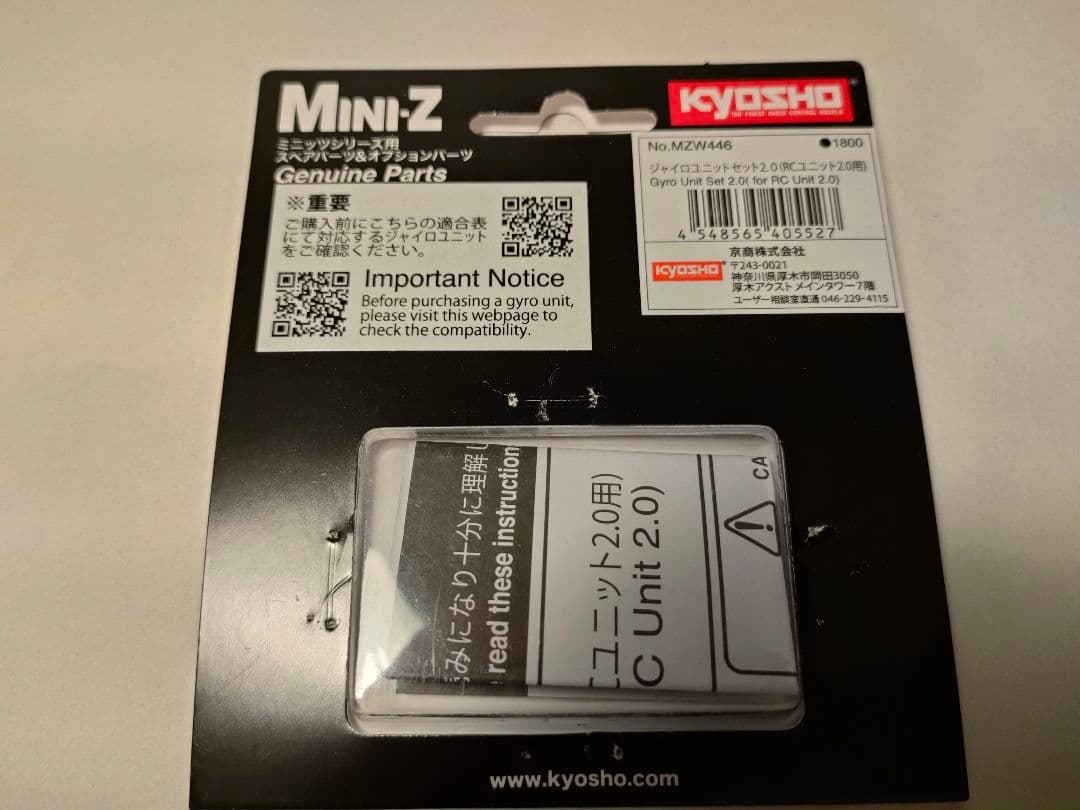 MINI-Z
ミニッツシリーズ用
スペアパーツ&オプションパーツ
Genuine Parts
KYOSHO
THE FINEST RADIO CONTROL MODELS
No.MZW446 ●1800
ジャイロユニットセット2.0(RCユニット2.0用)
Gyro Unit Set 2.0( for RC Unit 2.0)
4 548565 405527
京商株式会社
KYOSHO
〒243-0021
神奈川県厚木市岡田3050
厚木アクスト メインタワー7階
ユーザー相談室直通 046-229-4115
※重要
ご購入前にこちらの適合表
にて対応するジャイロユニット
をご確認ください。
Important Notice
Before purchasing a gyro unit,
please visit this webpage to
check the compatibility.
みになり十分に理解し
read these instruction
ユニット2.0用)
C Unit 2.0)
CA
www.kyosho.com